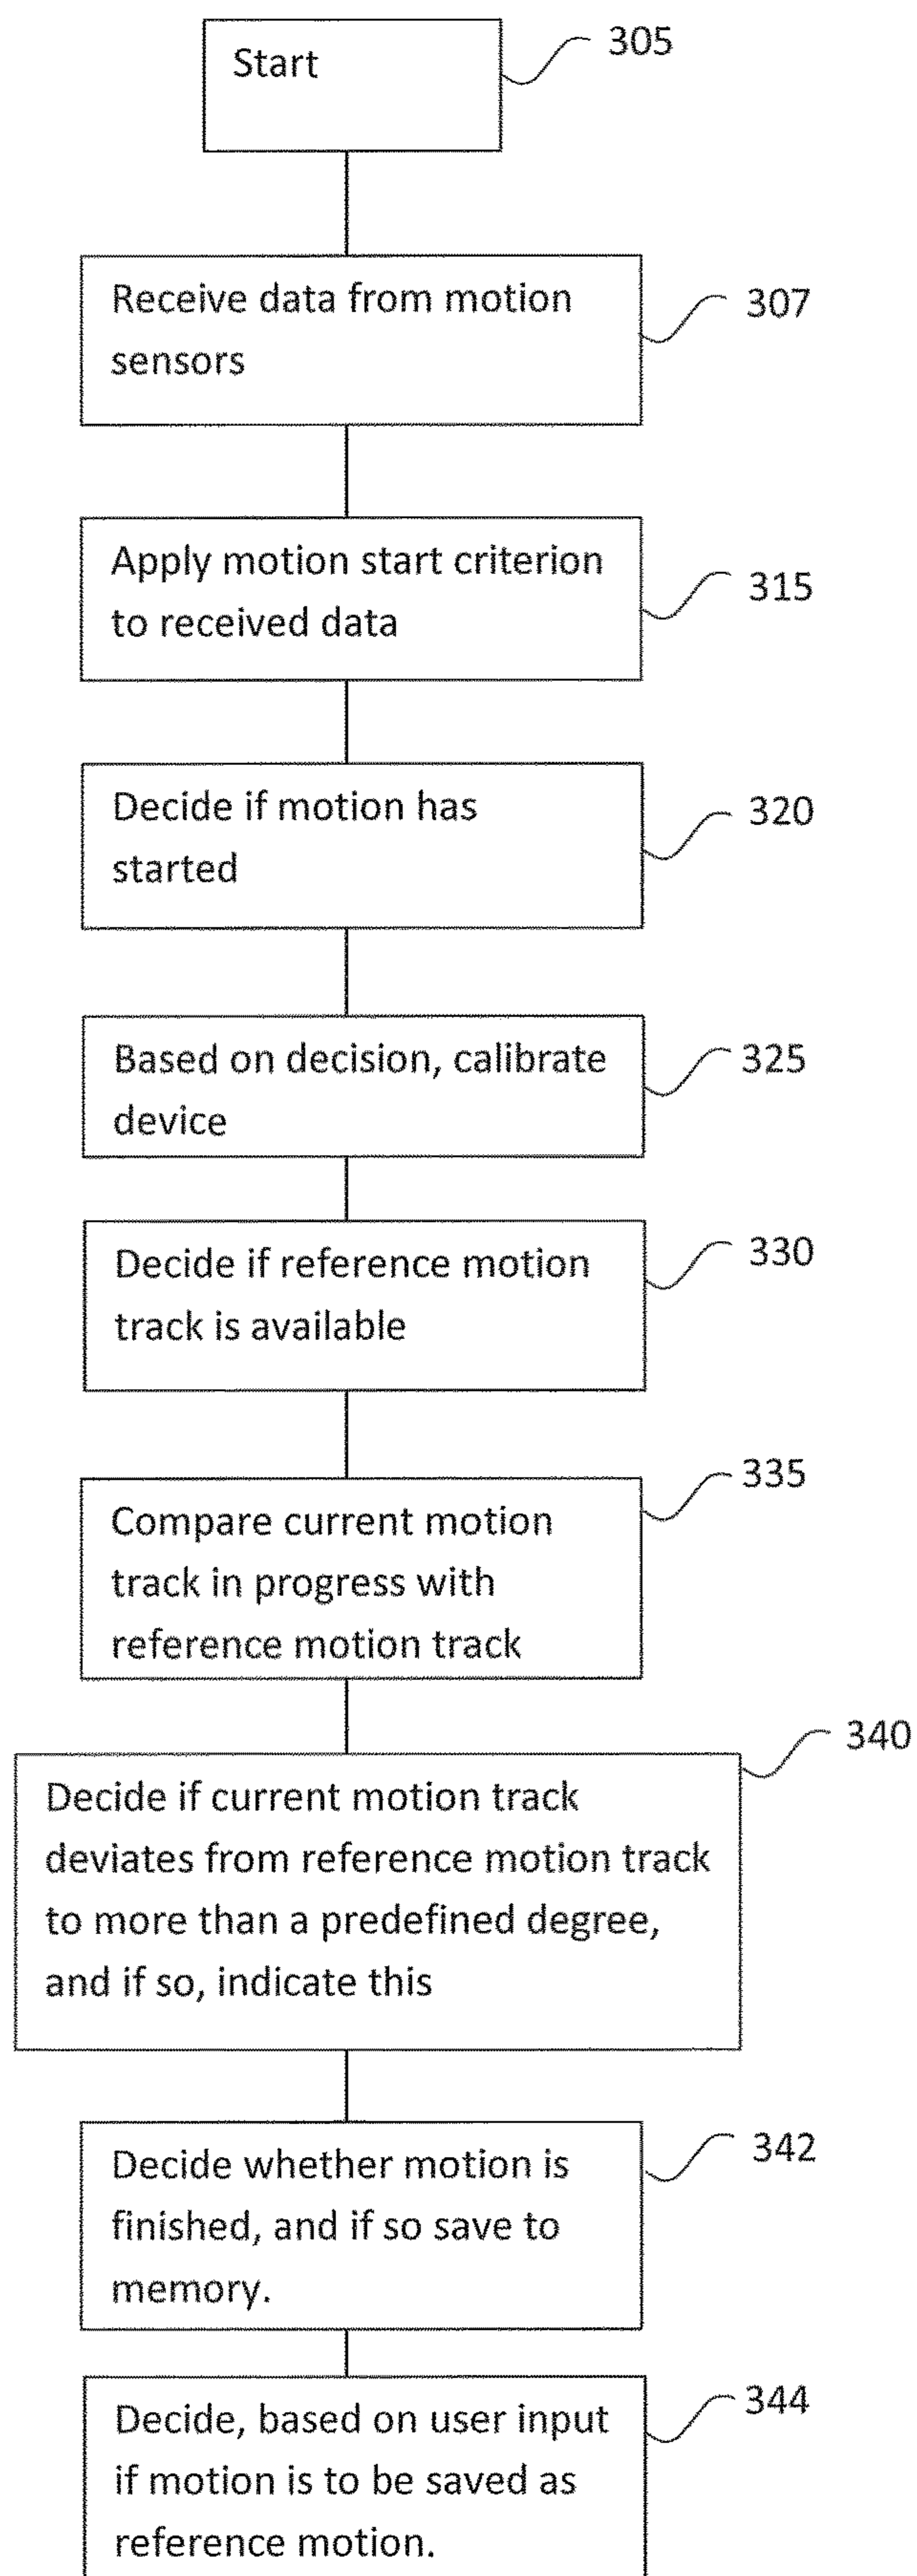 Start
305
Receive data from motion
sensors
307
Apply motion start criterion
to received data
315
Decide if motion has
started
320
Based on decision, calibrate
device
325
Decide if reference motion
track is available
330
Compare current motion
track in progress with
reference motion track
335
Decide if current motion track
deviates from reference motion track
to more than a predefined degree,
and if so, indicate this
340
Decide whether motion is
finished, and if so save to
memory.
342
Decide, based on user input
if motion is to be saved as
reference motion.
344